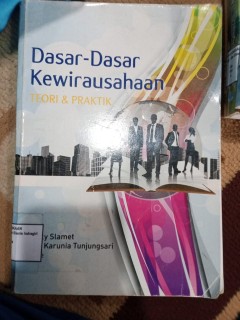 Dasar-Dasar
Kewirausahaan
TEORI & PRAKTIK
y Slamet
Karunia Tunjungsari